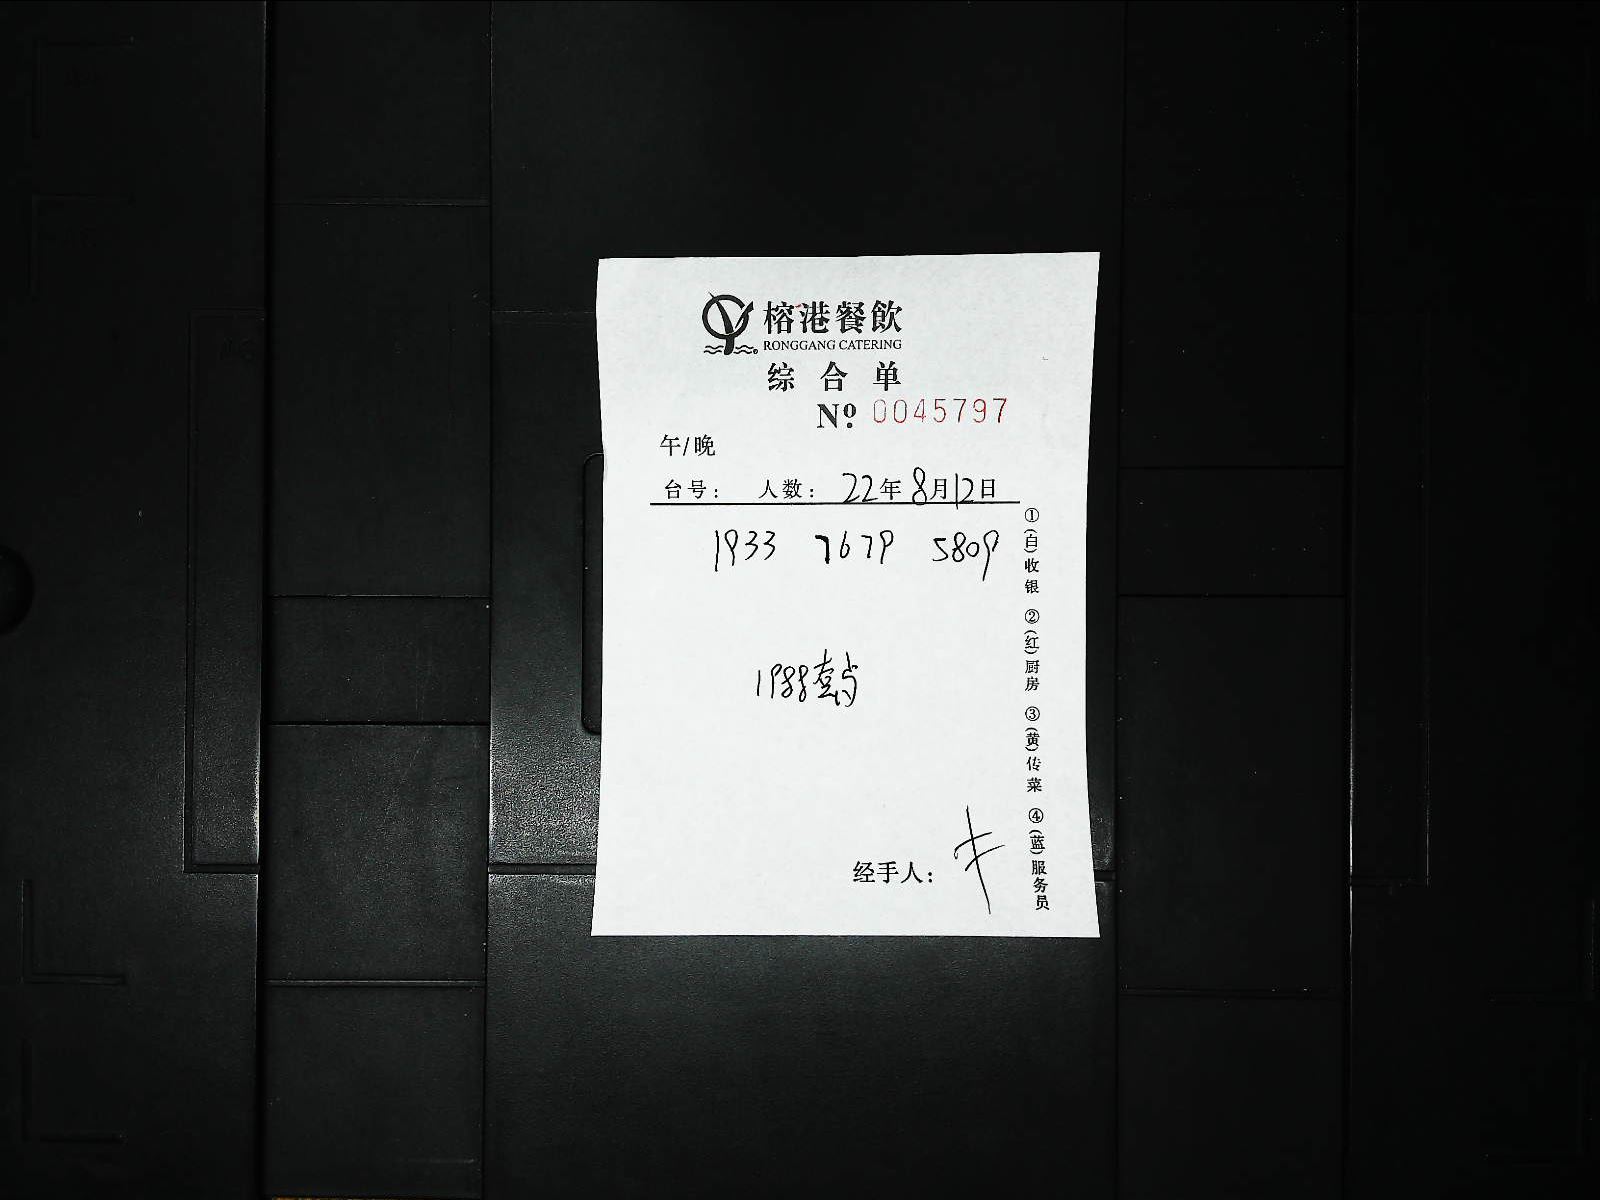 榕港餐飲
RONGGANG CATERING
综合单
Nº 0045797
午/晚
台号： 人数： 22年8月12日
1933 7679 5809
1988套
经手人：
①(白)收银 ②(红)厨房 ③(黄)传菜 ④(蓝)服务员